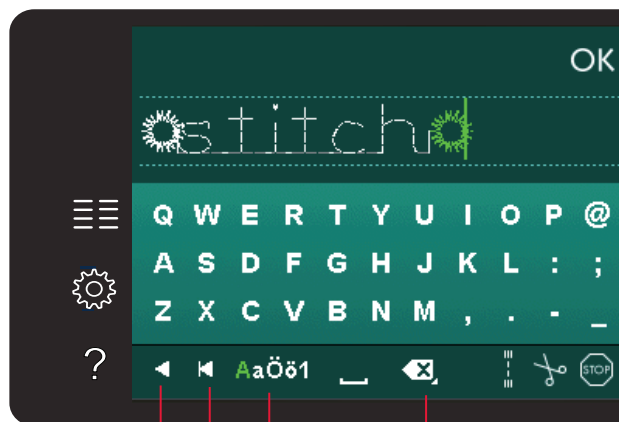 OK
stitch
Q W E R T Y U I O P @
A S D F G H J K L : ;
Z X C V B N M , . - _
?
AaÖö1
STOP